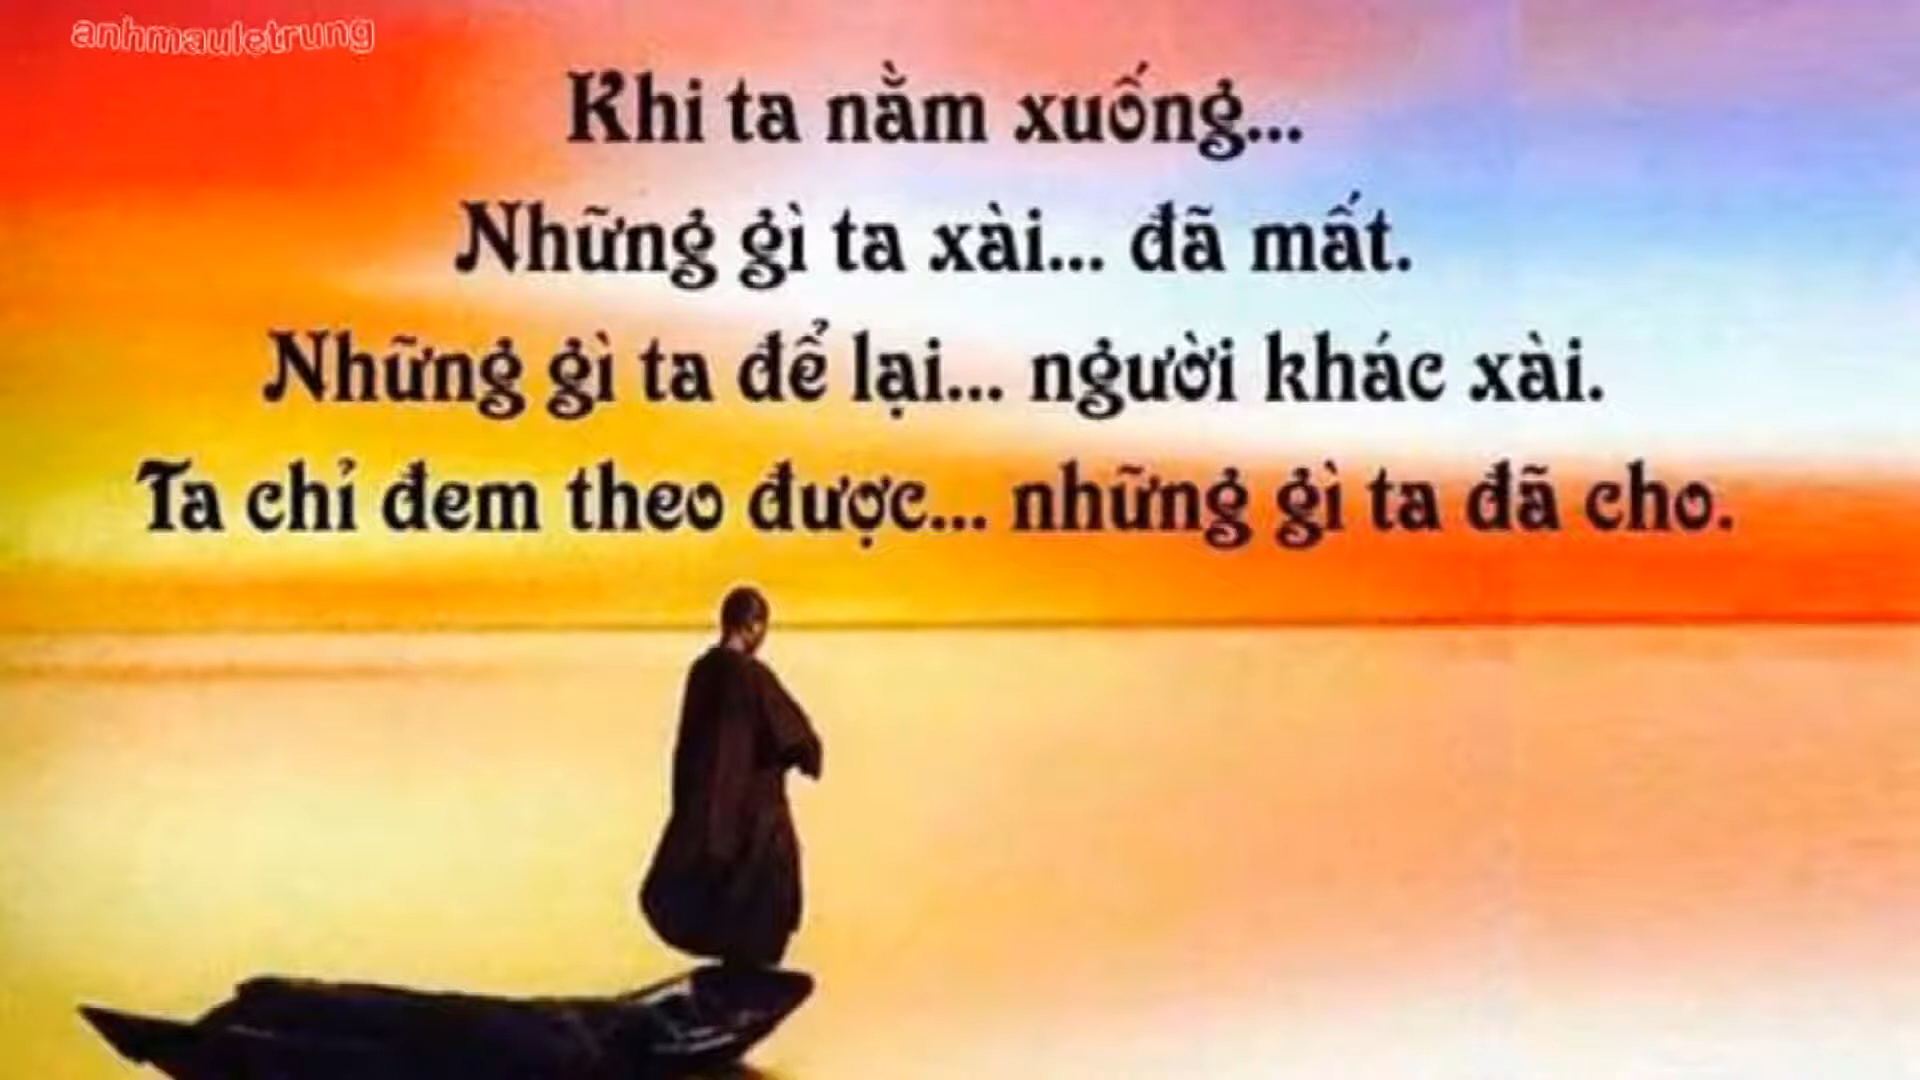 anhmauletrung
Khi ta nằm xuống...
Những gì ta xài... đã mất.
Những gì ta để lại... người khác xài.
Ta chỉ đem theo được... những gì ta đã cho.